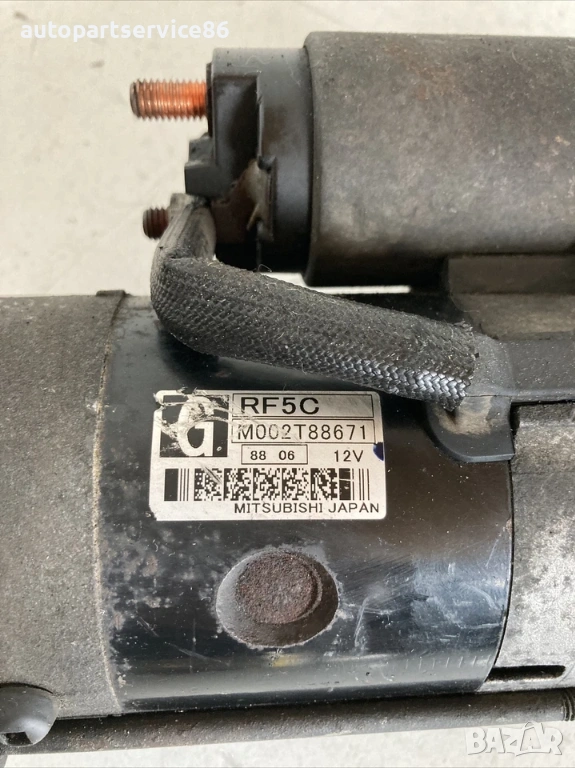 autopartservice86
G
RF5C
M002T88671
88 06 12V
MITSUBISHI JAPAN
BAZAR